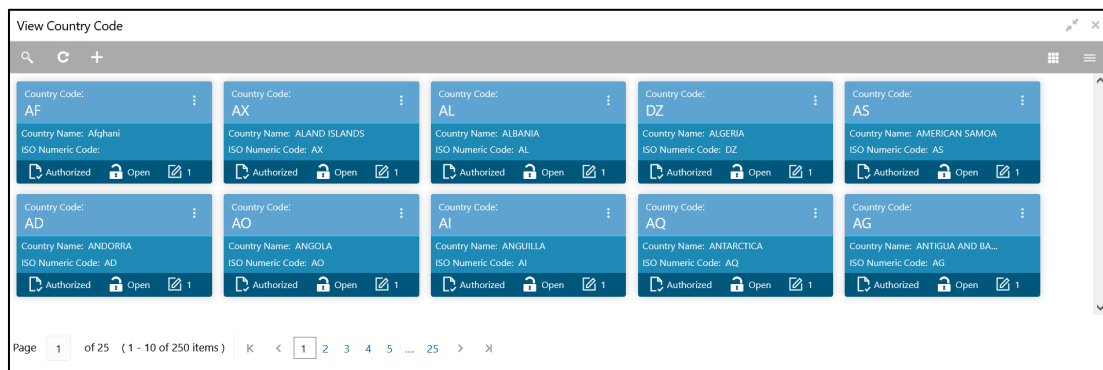 View Country Code
Country Code: Country Code: Country Code: Country Code: Country Code:
AF AX AL DZ AS
Country Name: Afghani Country Name: ALAND ISLANDS Country Name: ALBANIA Country Name: ALGERIA Country Name: AMERICAN SAMOA
ISO Numeric Code: ISO Numeric Code: AX ISO Numeric Code: AL ISO Numeric Code: DZ ISO Numeric Code: AS
Authorized Open 1 Authorized Open 1 Authorized Open 1 Authorized Open 1 Authorized Open 1
Country Code: Country Code: Country Code: Country Code: Country Code:
AD AO AI AQ AG
Country Name: ANDORRA Country Name: ANGOLA Country Name: ANGUILLA Country Name: ANTARCTICA Country Name: ANTIGUA AND BA...
ISO Numeric Code: AD ISO Numeric Code: AO ISO Numeric Code: AI ISO Numeric Code: AQ ISO Numeric Code: AG
Authorized Open 1 Authorized Open 1 Authorized Open 1 Authorized Open 1 Authorized Open 1
Page 1 of 25 (1 - 10 of 250 items) 1 2 3 4 5 .... 25